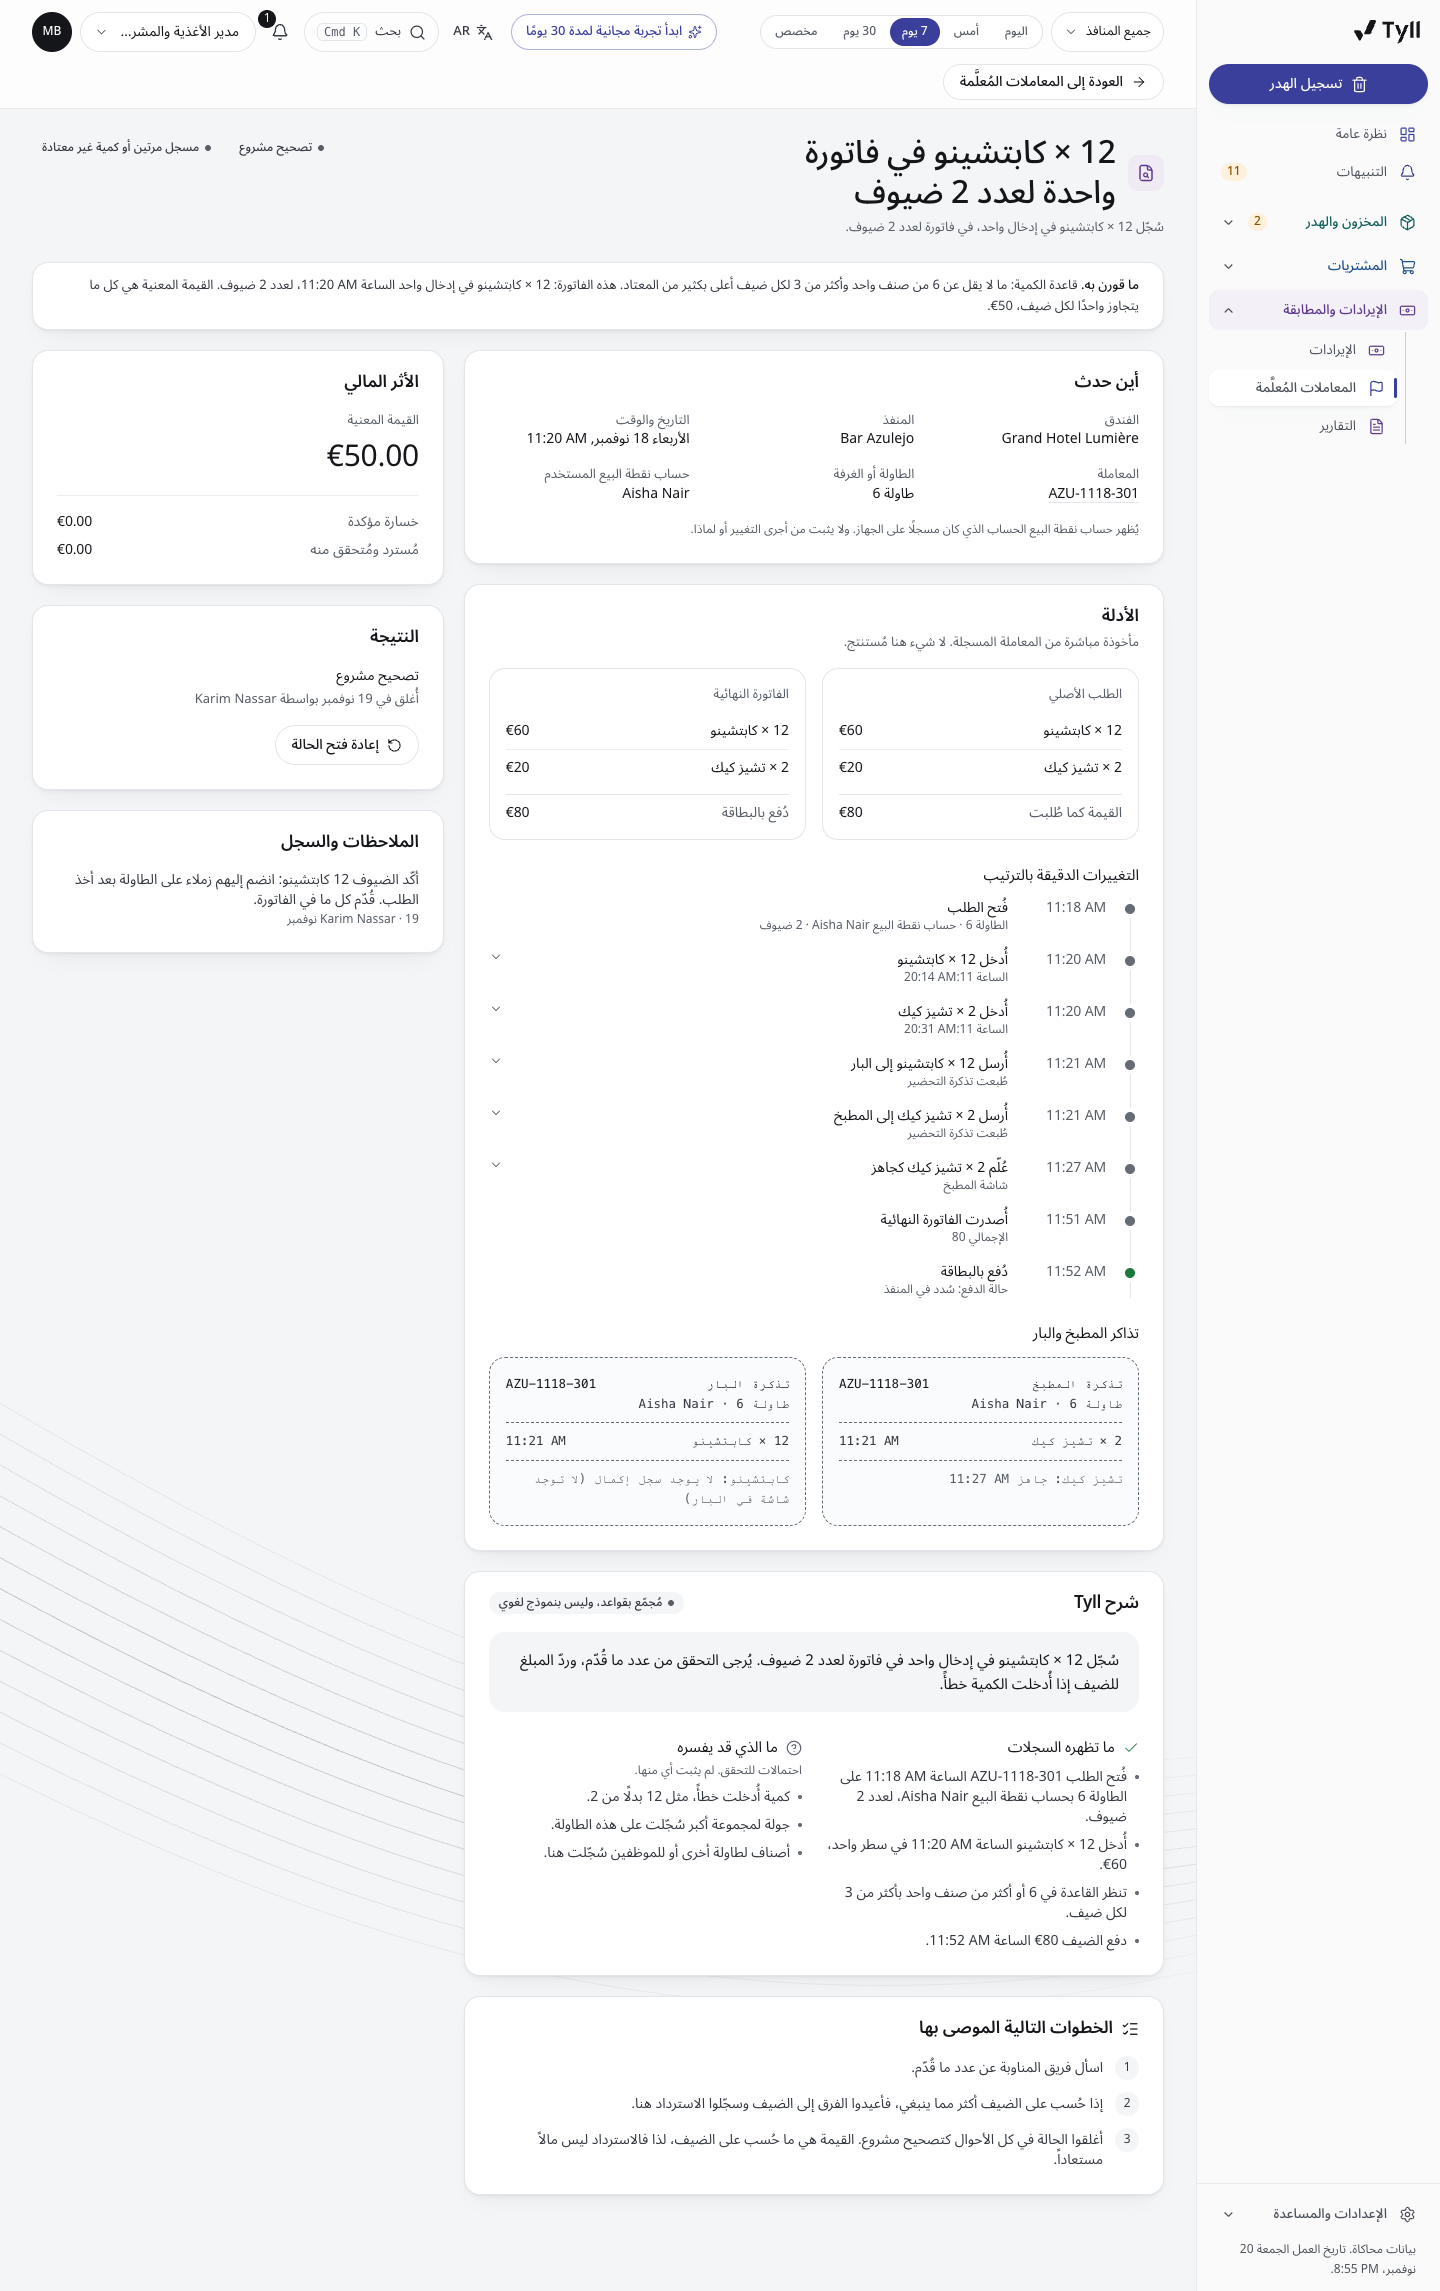 Tyll
تسجيل الهدر
نظرة عامة
التنبيهات
11
المخزون والهدر
2
المشتريات
الإيرادات والمطابقة
الإيرادات
المعاملات المُعلَّمة
التقارير
الإعدادات والمساعدة
بيانات محاكاة. تاريخ العمل الجمعة 20
نوفمبر، 8:55 PM.
جميع المنافذ
اليوم
أمس
7 يوم
30 يوم
مخصص
ابدأ تجربة مجانية لمدة 30 يومًا
AR
بحث
Cmd K
1
مدير الأغذية والمشر...
MB
العودة إلى المعاملات المُعلَّمة
12 × كابتشينو في فاتورة
واحدة لعدد 2 ضيوف
تصحيح مشروع
مسجل مرتين أو كمية غير معتادة
سُجّل 12 × كابتشينو في إدخال واحد، في فاتورة لعدد 2 ضيوف.
ما قورن به. قاعدة الكمية: ما لا يقل عن 6 من صنف واحد وأكثر من 3 لكل ضيف أعلى بكثير من المعتاد. هذه الفاتورة: 12 × كابتشينو في إدخال واحد الساعة 11:20 AM، لعدد 2 ضيوف. القيمة المعنية هي كل ما
يتجاوز واحدًا لكل ضيف، €50.
أين حدث
الفندق
Grand Hotel Lumière
المنفذ
Bar Azulejo
التاريخ والوقت
الأربعاء 18 نوفمبر, 11:20 AM
المعاملة
AZU-1118-301
الطاولة أو الغرفة
طاولة 6
حساب نقطة البيع المستخدم
Aisha Nair
يُظهر حساب نقطة البيع الحساب الذي كان مسجلًا على الجهاز. ولا يثبت من أجرى التغيير أو لماذا.
الأثر المالي
القيمة المعنية
€50.00
خسارة مؤكدة
€0.00
مُسترد ومُتحقق منه
€0.00
النتيجة
تصحيح مشروع
أُغلق في 19 نوفمبر بواسطة Karim Nassar
إعادة فتح الحالة
الملاحظات والسجل
أكّد الضيوف 12 كابتشينو: انضم إليهم زملاء على الطاولة بعد أخذ
الطلب. قُدّم كل ما في الفاتورة.
Karim Nassar · 19 نوفمبر
الأدلة
مأخوذة مباشرة من المعاملة المسجلة. لا شيء هنا مُستنتج.
الطلب الأصلي
12 × كابتشينو
€60
2 × تشيز كيك
€20
القيمة كما طُلبت
€80
الفاتورة النهائية
12 × كابتشينو
€60
2 × تشيز كيك
€20
دُفع بالبطاقة
€80
التغييرات الدقيقة بالترتيب
11:18 AM
فُتح الطلب
الطاولة 6 · حساب نقطة البيع Aisha Nair · 2 ضيوف
11:20 AM
أُدخل 12 × كابتشينو
الساعة 11:20:14 AM
11:20 AM
أُدخل 2 × تشيز كيك
الساعة 11:20:31 AM
11:21 AM
أُرسل 12 × كابتشينو إلى البار
طُبعت تذكرة التحضير
11:21 AM
أُرسل 2 × تشيز كيك إلى المطبخ
طُبعت تذكرة التحضير
11:27 AM
عُلّم 2 × تشيز كيك كجاهز
شاشة المطبخ
11:51 AM
أُصدرت الفاتورة النهائية
الإجمالي 80
11:52 AM
دُفع بالبطاقة
حالة الدفع: سُدد في المنفذ
تذاكر المطبخ والبار
تذكرة المطبخ
AZU-1118-301
طاولة 6 · Aisha Nair
2 × تشيز كيك
11:21 AM
تشيز كيك: جاهز 11:27 AM
تذكرة البار
AZU-1118-301
طاولة 6 · Aisha Nair
12 × كابتشينو
11:21 AM
كابتشينو: لا يوجد سجل إكمال (لا توجد
شاشة في البار)
شرح Tyll
مُجمّع بقواعد، وليس بنموذج لغوي
سُجّل 12 × كابتشينو في إدخال واحد في فاتورة لعدد 2 ضيوف. يُرجى التحقق من عدد ما قُدّم، وردّ المبلغ
للضيف إذا أُدخلت الكمية خطأً.
ما تظهره السجلات
فُتح الطلب AZU-1118-301 الساعة 11:18 AM على
الطاولة 6 بحساب نقطة البيع Aisha Nair، لعدد 2
ضيوف.
أُدخل 12 × كابتشينو الساعة 11:20 AM في سطر واحد،
€60.
تنظر القاعدة في 6 أو أكثر من صنف واحد بأكثر من 3
لكل ضيف.
دفع الضيف €80 الساعة 11:52 AM.
ما الذي قد يفسره
احتمالات للتحقق. لم يثبت أي منها.
كمية أُدخلت خطأً، مثل 12 بدلًا من 2.
جولة لمجموعة أكبر سُجّلت على هذه الطاولة.
أصناف لطاولة أخرى أو للموظفين سُجّلت هنا.
الخطوات التالية الموصى بها
1
اسأل فريق المناوبة عن عدد ما قُدّم.
2
إذا حُسب على الضيف أكثر مما ينبغي، فأعيدوا الفرق إلى الضيف وسجّلوا الاسترداد هنا.
3
أغلقوا الحالة في كل الأحوال كتصحيح مشروع. القيمة هي ما حُسب على الضيف، لذا فالاسترداد ليس مالاً
مستعاداً.